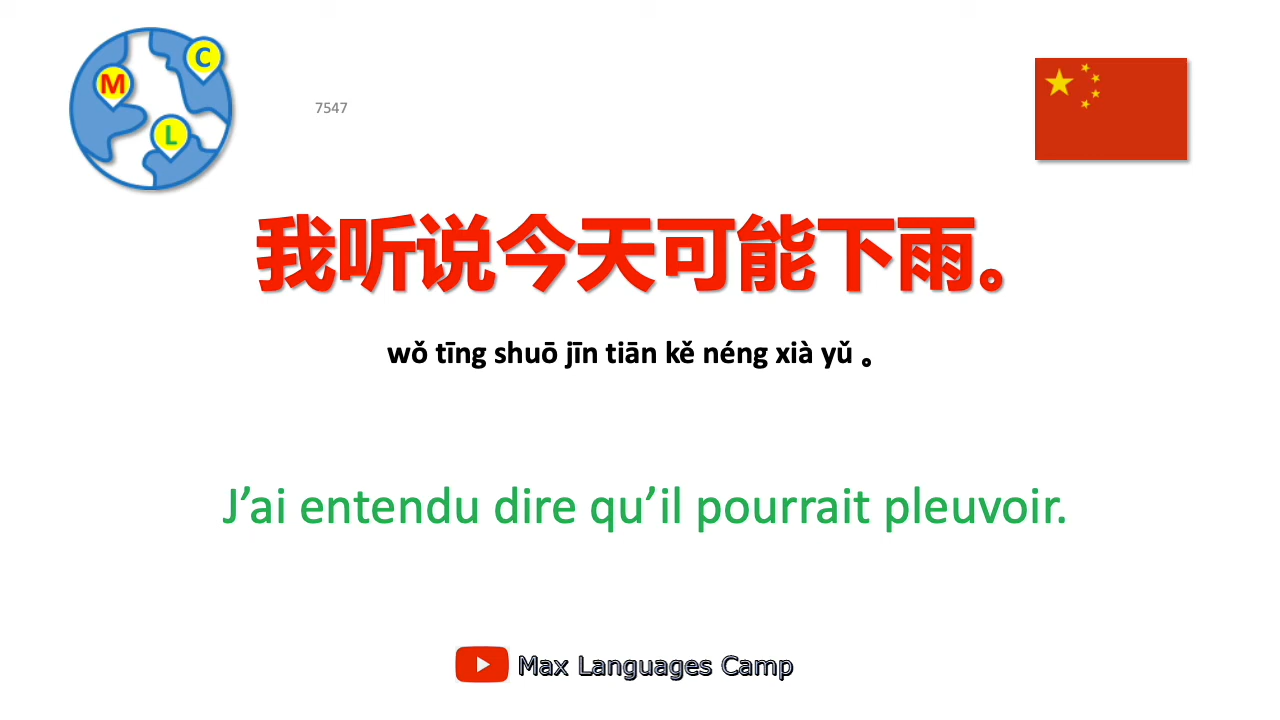 C
M
L
7547
我听说今天可能下雨。
wǒ tīng shuō jīn tiān kě néng xià yǔ 。
J’ai entendu dire qu’il pourrait pleuvoir.
Max Languages Camp